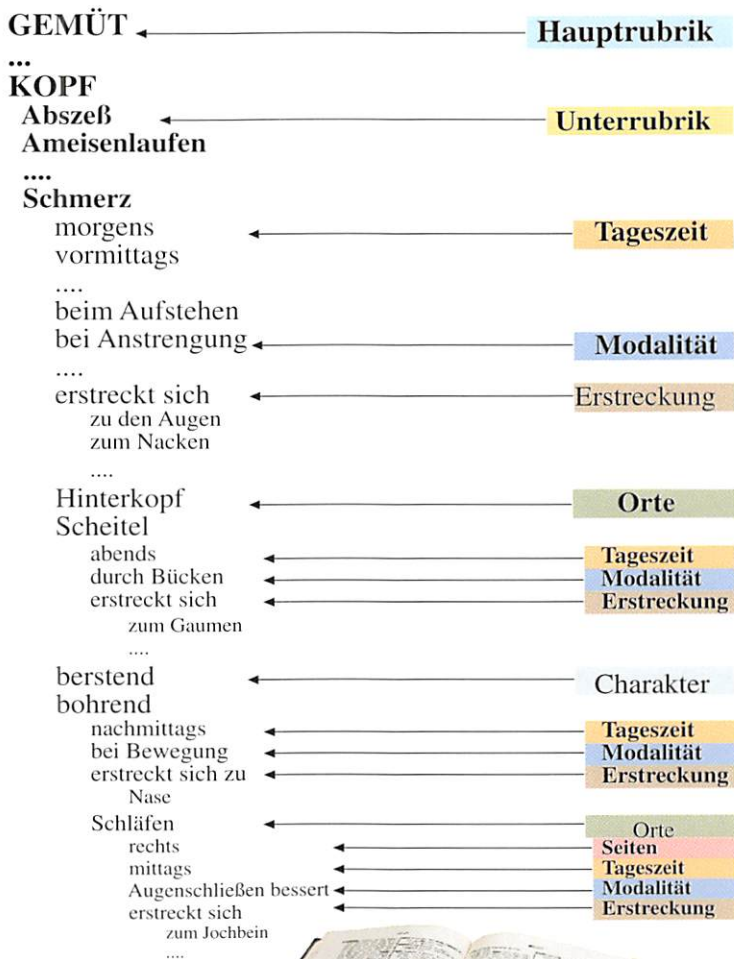 GEMÜT Hauptrubrik
...
KOPF
Abszeß Unterrubrik
Ameisenlaufen
....
Schmerz
morgens Tageszeit
vormittags
....
beim Aufstehen
bei Anstrengung Modalität
....
erstreckt sich Erstreckung
zu den Augen
zum Nacken
....
Hinterkopf Orte
Scheitel
abends Tageszeit
durch Bücken Modalität
erstreckt sich Erstreckung
zum Gaumen
....
berstend Charakter
bohrend
nachmittags Tageszeit
bei Bewegung Modalität
erstreckt sich zu Erstreckung
Nase
Schläfen Orte
rechts Seiten
mittags Tageszeit
Augenschließen bessert Modalität
erstreckt sich Erstreckung
zum Jochbein
....